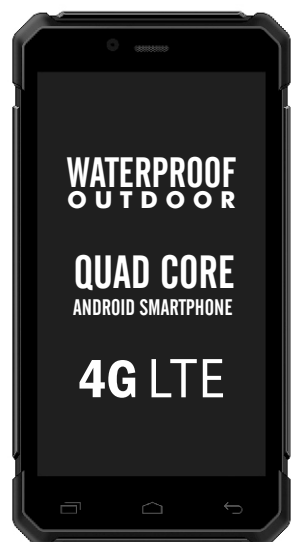 WATERPROOF
OUTDOOR
QUAD CORE
ANDROID SMARTPHONE
4G LTE